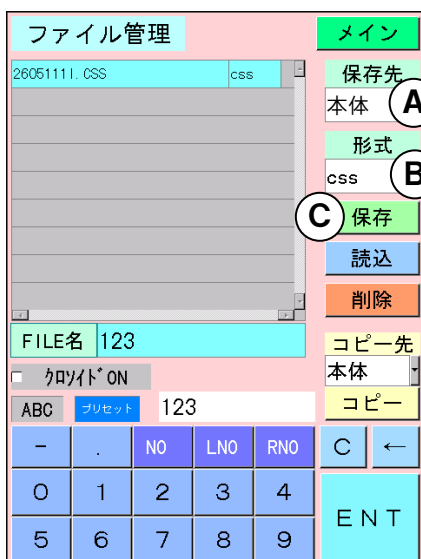 ファイル管理
メイン
2605111I.CSS
css
保存先
本体
A
形式
css
B
C
保存
読込
削除
FILE名
123
コピー先
本体
クロソイドON
ABC
プリセット
123
コピー
-
.
NO
LNO
RNO
C
←
0
1
2
3
4
ENT
5
6
7
8
9